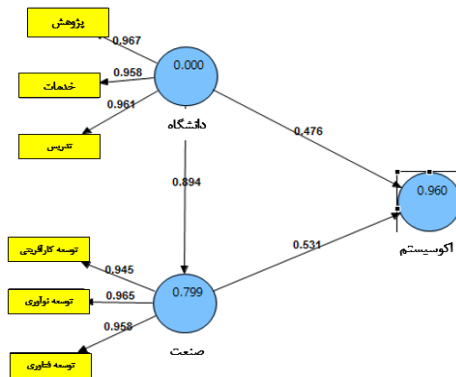 پژوهش
0.967
0.000
خدمات
0.958
0.961
دانشگاه
تدریس
0.476
0.894
0.960
اکوسیستم
0.531
توسعه کارآفرینی
0.945
توسعه نوآوری
0.965
0.799
0.958
صنعت
توسعه فناوری